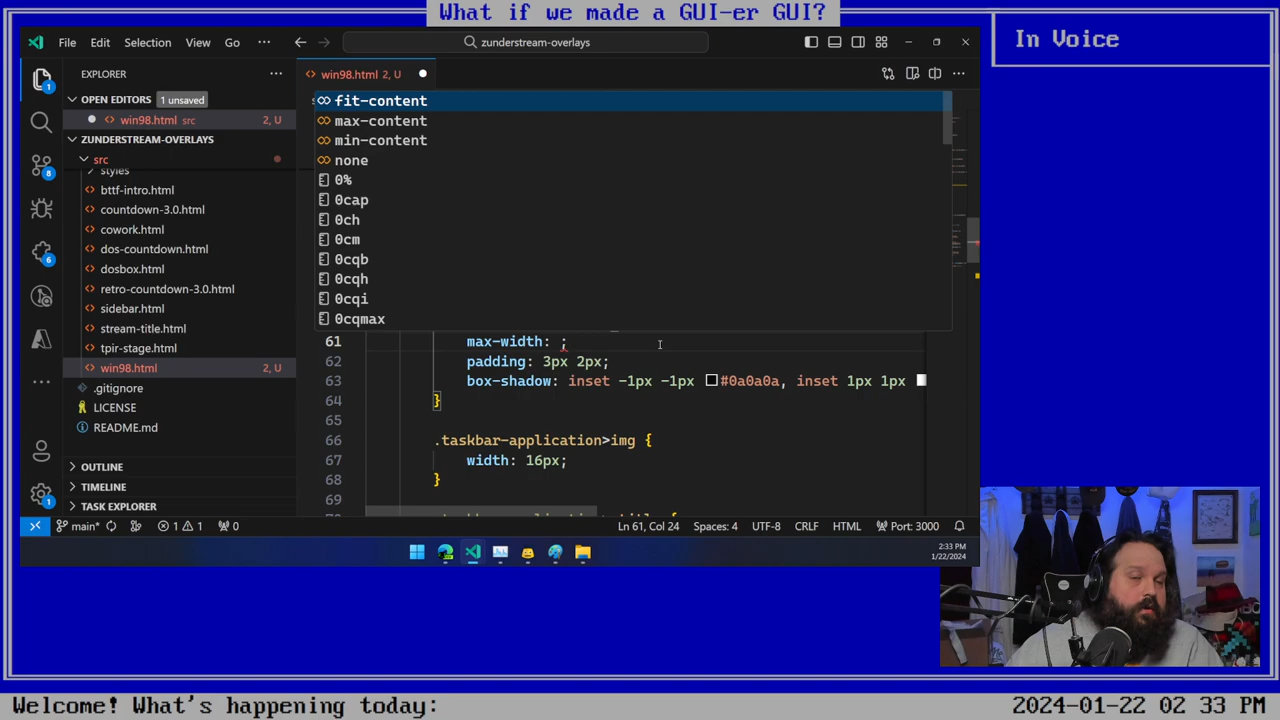 What if we made a GUI-er GUI?
In Voice
File Edit Selection View Go ··· zunderstream-overlays
EXPLORER
win98.html 2, U
OPEN EDITORS 1 unsaved
win98.html src 2, U
ZUNDERSTREAM-OVERLAYS
src
styles
bttf-intro.html
countdown-3.0.html
cowork.html
dos-countdown.html
dosbox.html
retro-countdown-3.0.html
sidebar.html
stream-title.html
tpir-stage.html
win98.html 2, U
.gitignore
LICENSE
README.md
OUTLINE
TIMELINE
TASK EXPLORER
1
8
6
1
fit-content
max-content
min-content
none
0%
0cap
0ch
0cm
0cqb
0cqh
0cqi
0cqmax
61 max-width: ;
62 padding: 3px 2px;
63 box-shadow: inset -1px -1px #0a0a0a, inset 1px 1px
64 }
65
66 .taskbar-application>img {
67 width: 16px;
68 }
69
main* 1 1 0 Ln 61, Col 24 Spaces: 4 UTF-8 CRLF HTML Port: 3000
2:33 PM
1/22/2024
Welcome! What's happening today:
2024-01-22 02 33 PM